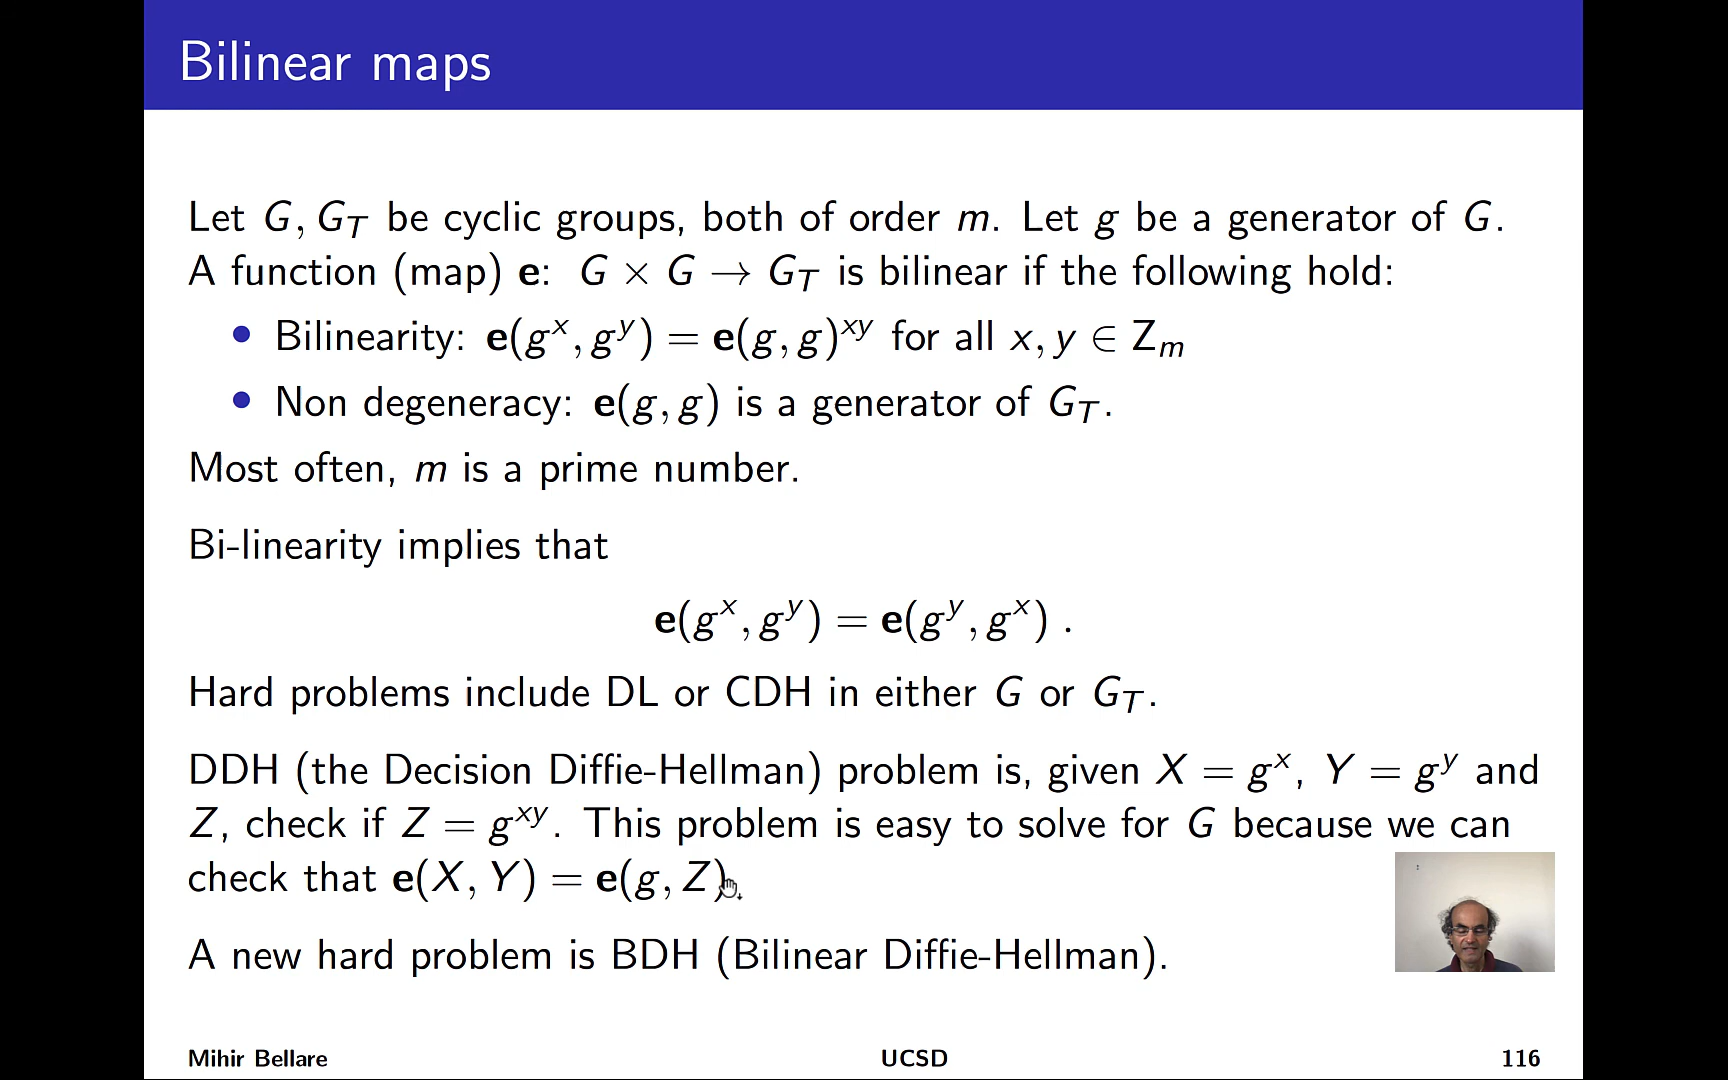 Bilinear maps
Let G, G_T be cyclic groups, both of order m. Let g be a generator of G.
A function (map) e: G × G → G_T is bilinear if the following hold:
• Bilinearity: e(g^x, g^y) = e(g, g)^{xy} for all x, y ∈ Z_m
• Non degeneracy: e(g, g) is a generator of G_T.
Most often, m is a prime number.
Bi-linearity implies that
e(g^x, g^y) = e(g^y, g^x) .
Hard problems include DL or CDH in either G or G_T.
DDH (the Decision Diffie-Hellman) problem is, given X = g^x, Y = g^y and
Z, check if Z = g^{xy}. This problem is easy to solve for G because we can
check that e(X, Y) = e(g, Z).
A new hard problem is BDH (Bilinear Diffie-Hellman).
Mihir Bellare UCSD 116